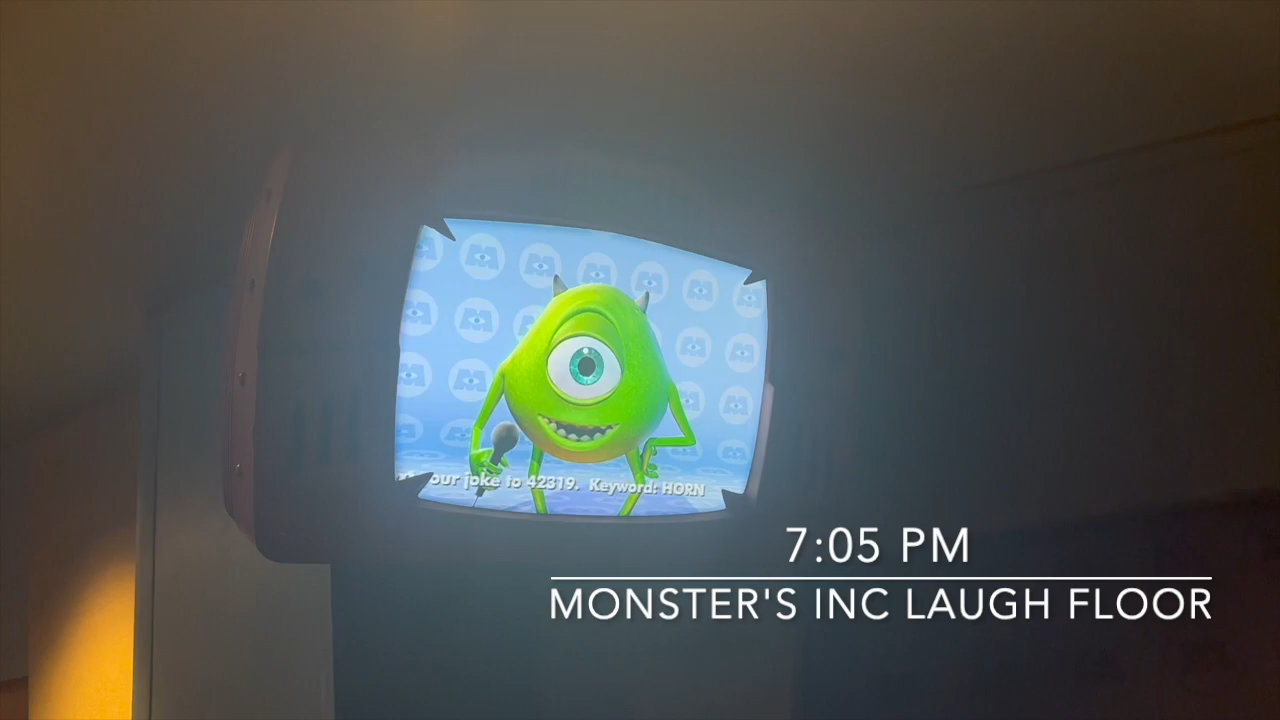 our joke to 42319. Keyword: HORN
7:05 PM
MONSTER'S INC LAUGH FLOOR